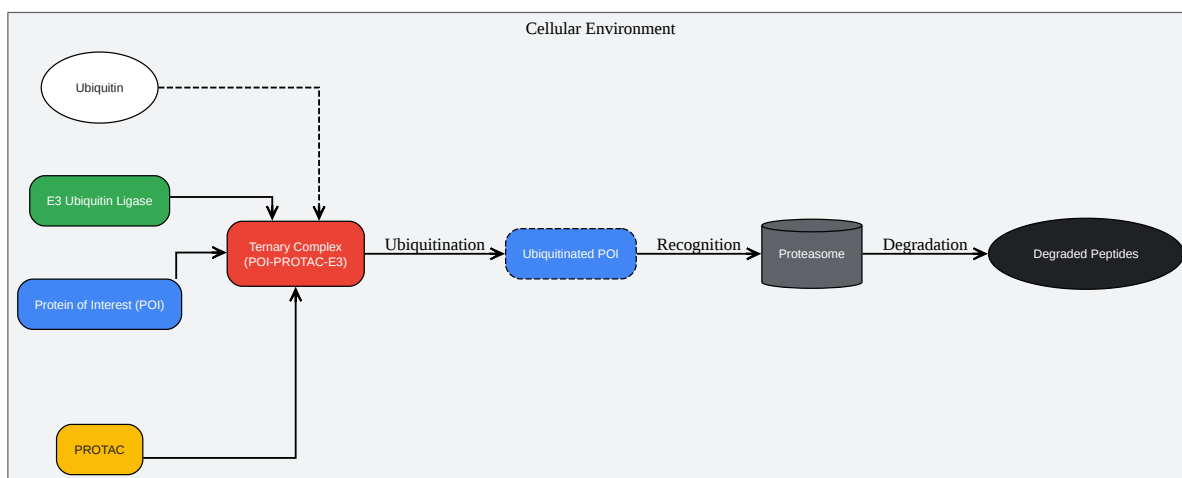 Cellular Environment
Ubiquitin
E3 Ubiquitin Ligase
Ternary Complex
(POI-PROTAC-E3)
Ubiquitination
Ubiquitinated POI
Recognition
Proteasome
Degradation
Degraded Peptides
Protein of Interest (POI)
PROTAC